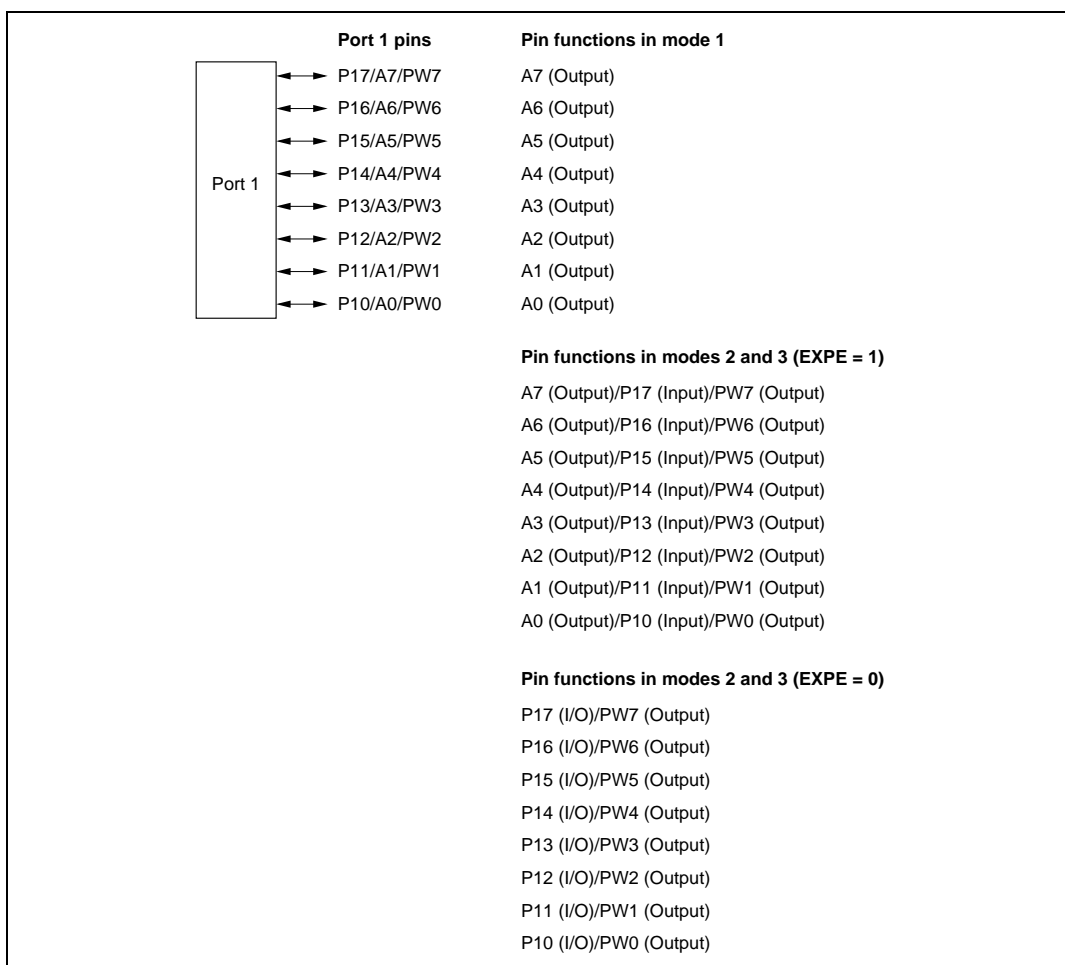 Port 1 pins Pin functions in mode 1
P17/A7/PW7 A7 (Output)
P16/A6/PW6 A6 (Output)
P15/A5/PW5 A5 (Output)
P14/A4/PW4 A4 (Output)
Port 1
P13/A3/PW3 A3 (Output)
P12/A2/PW2 A2 (Output)
P11/A1/PW1 A1 (Output)
P10/A0/PW0 A0 (Output)
Pin functions in modes 2 and 3 (EXPE = 1)
A7 (Output)/P17 (Input)/PW7 (Output)
A6 (Output)/P16 (Input)/PW6 (Output)
A5 (Output)/P15 (Input)/PW5 (Output)
A4 (Output)/P14 (Input)/PW4 (Output)
A3 (Output)/P13 (Input)/PW3 (Output)
A2 (Output)/P12 (Input)/PW2 (Output)
A1 (Output)/P11 (Input)/PW1 (Output)
A0 (Output)/P10 (Input)/PW0 (Output)
Pin functions in modes 2 and 3 (EXPE = 0)
P17 (I/O)/PW7 (Output)
P16 (I/O)/PW6 (Output)
P15 (I/O)/PW5 (Output)
P14 (I/O)/PW4 (Output)
P13 (I/O)/PW3 (Output)
P12 (I/O)/PW2 (Output)
P11 (I/O)/PW1 (Output)
P10 (I/O)/PW0 (Output)